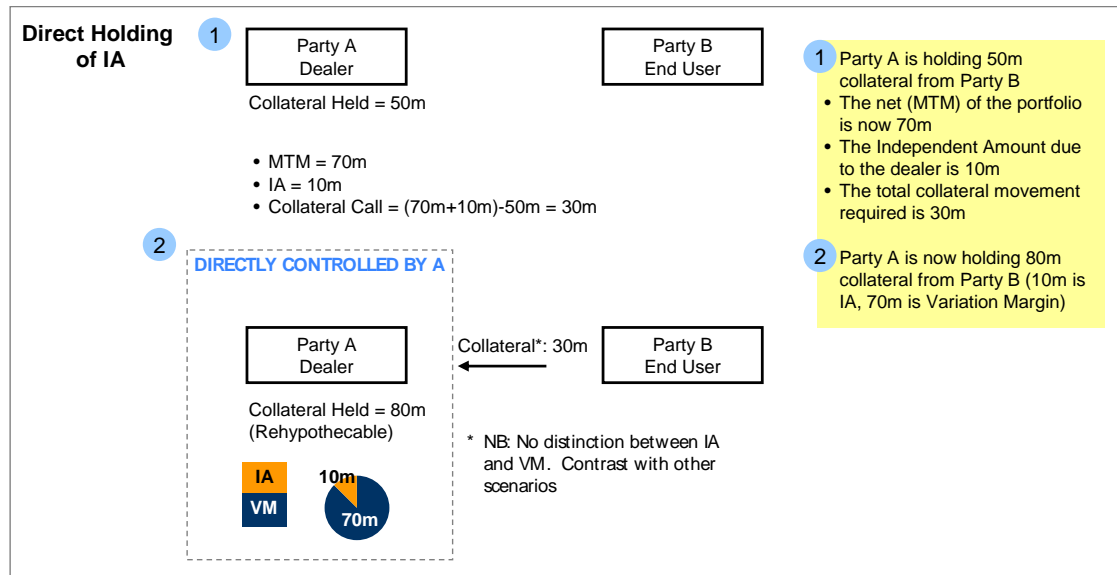 Direct Holding
of IA
1
Party A
Dealer
Party B
End User
Collateral Held = 50m
• MTM = 70m
• IA = 10m
• Collateral Call = (70m+10m)-50m = 30m
2
DIRECTLY CONTROLLED BY A
Party A
Dealer
Collateral*: 30m
Party B
End User
Collateral Held = 80m
(Rehypothecable)
* NB: No distinction between IA
and VM. Contrast with other
scenarios
IA
VM
10m
70m
1
Party A is holding 50m
collateral from Party B
• The net (MTM) of the portfolio
is now 70m
• The Independent Amount due
to the dealer is 10m
• The total collateral movement
required is 30m
2
Party A is now holding 80m
collateral from Party B (10m is
IA, 70m is Variation Margin)